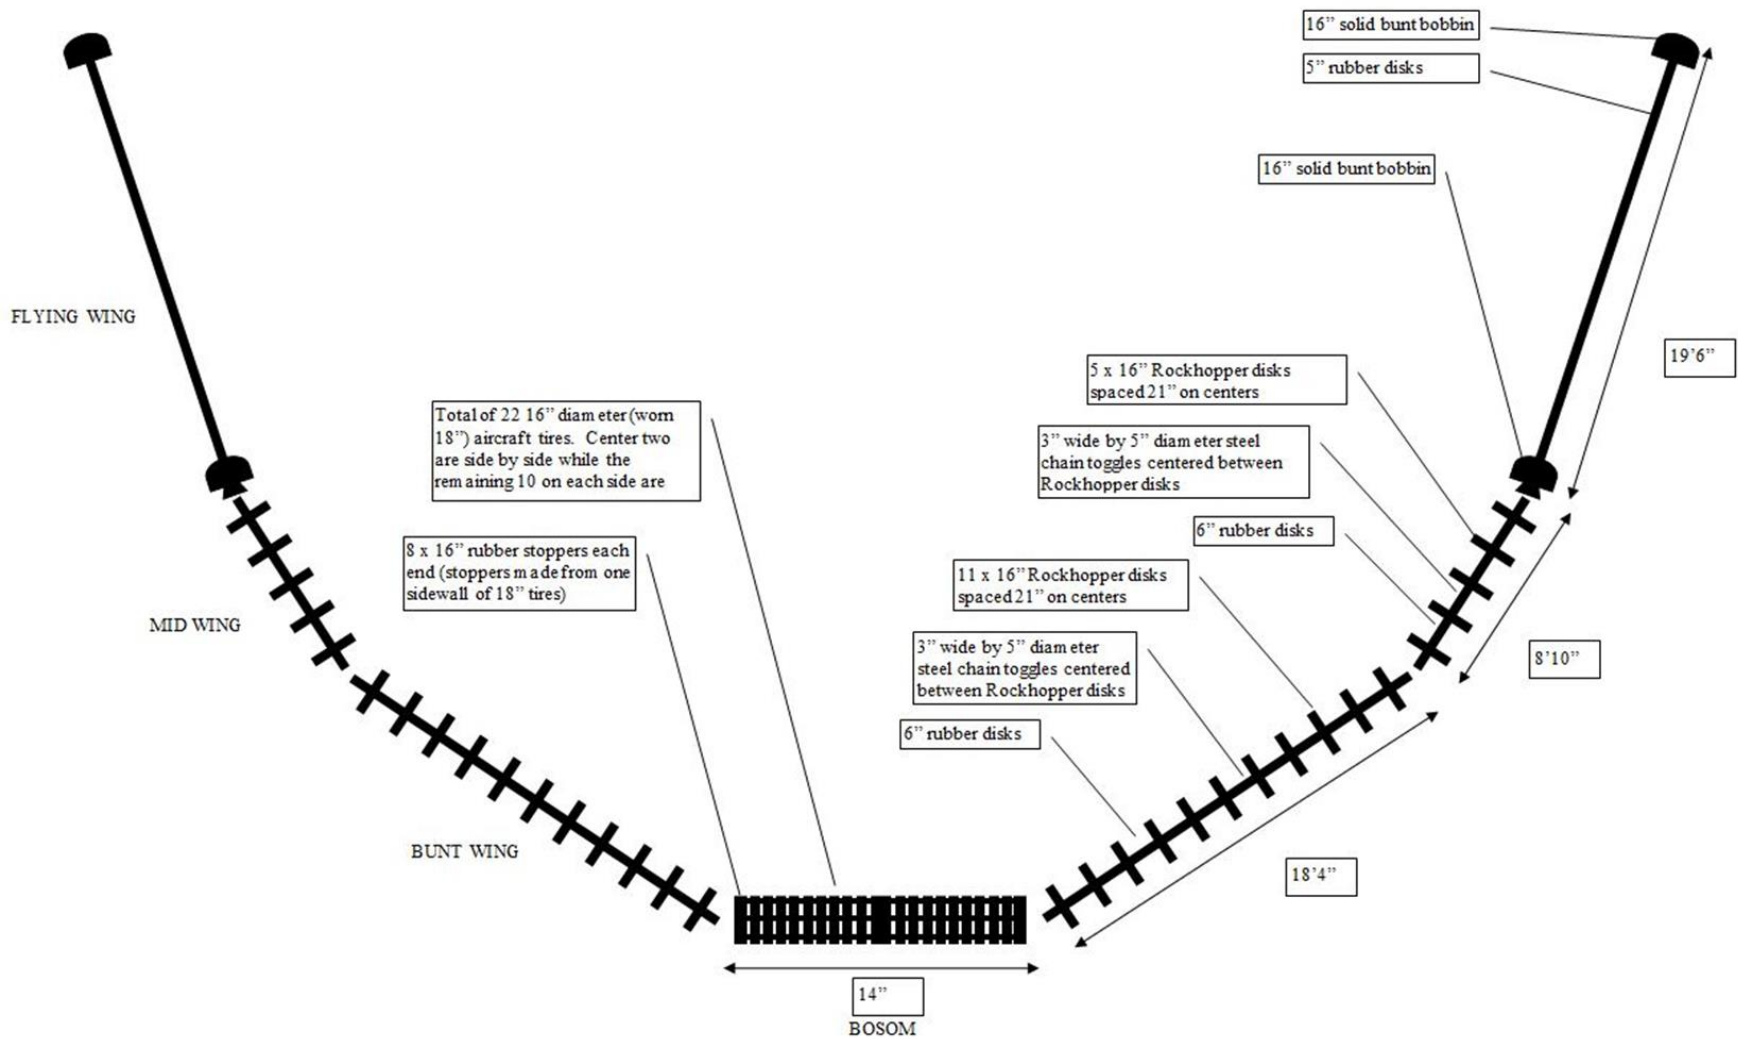 16” solid bunt bobbin
5” rubber disks
16” solid bunt bobbin
FLYING WING
19’6”
5 x 16” Rockhopper disks
spaced 21” on centers
Total of 22 16” diameter (worn
18”) aircraft tires. Center two
are side by side while the
remaining 10 on each side are
3” wide by 5” diameter steel
chain toggles centered between
Rockhopper disks
6” rubber disks
8 x 16” rubber stoppers each
end (stoppers made from one
sidewall of 18” tires)
11 x 16” Rockhopper disks
spaced 21” on centers
MID WING
3” wide by 5” diameter
steel chain toggles centered
between Rockhopper disks
8’10”
6” rubber disks
BUNT WING
18’4”
14”
BOSOM